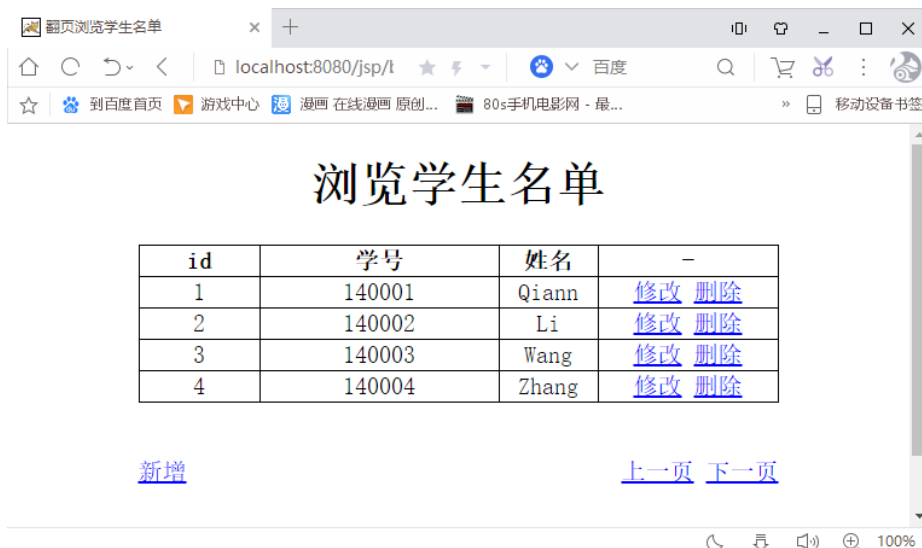 翻页浏览学生名单
localhost:8080/jsp/b 百度
到百度首页 游戏中心 漫 漫画 在线漫画 原创... 80s手机电影网 - 最... » 移动设备书签
浏览学生名单
id 学号 姓名 -
1 140001 Qiann 修改 删除
2 140002 Li 修改 删除
3 140003 Wang 修改 删除
4 140004 Zhang 修改 删除
新增 上一页 下一页
100%